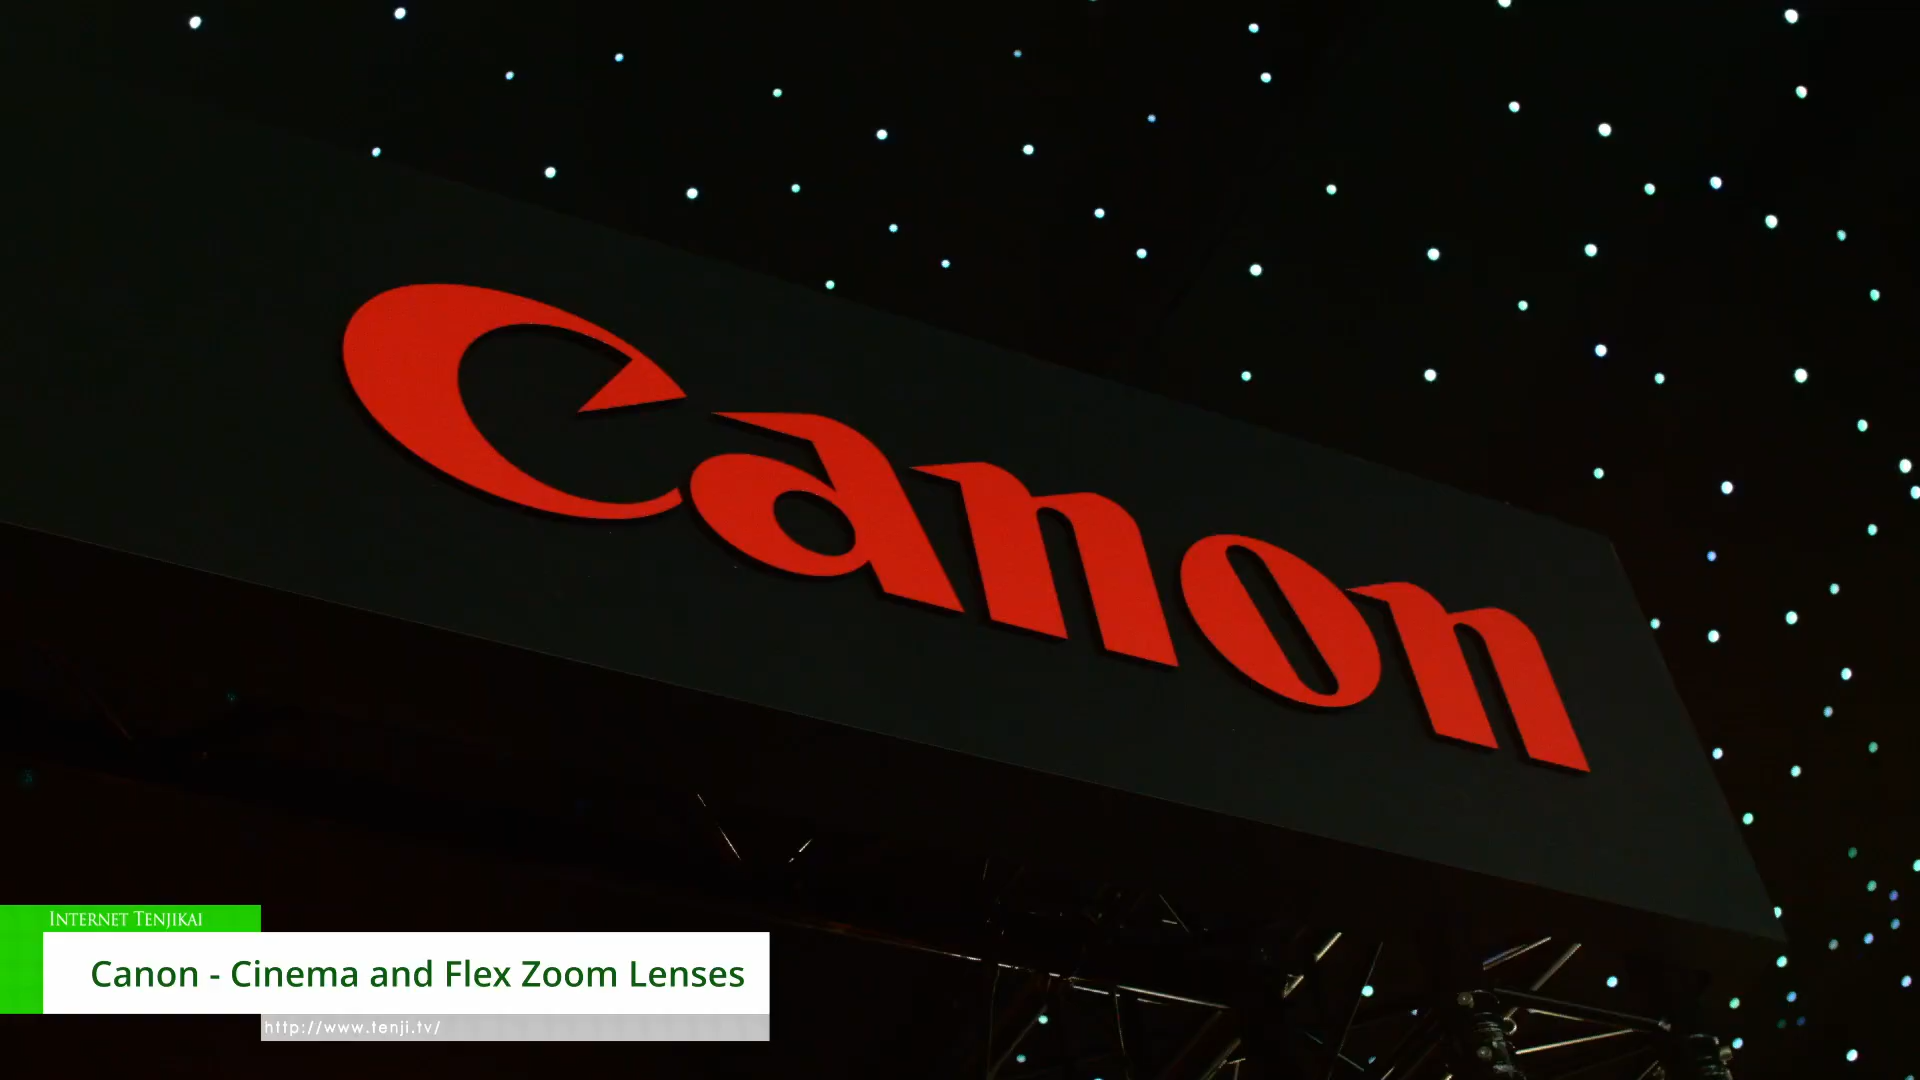 Canon
INTERNET TENJIKAI
Canon - Cinema and Flex Zoom Lenses
http://www.tenji.tv/